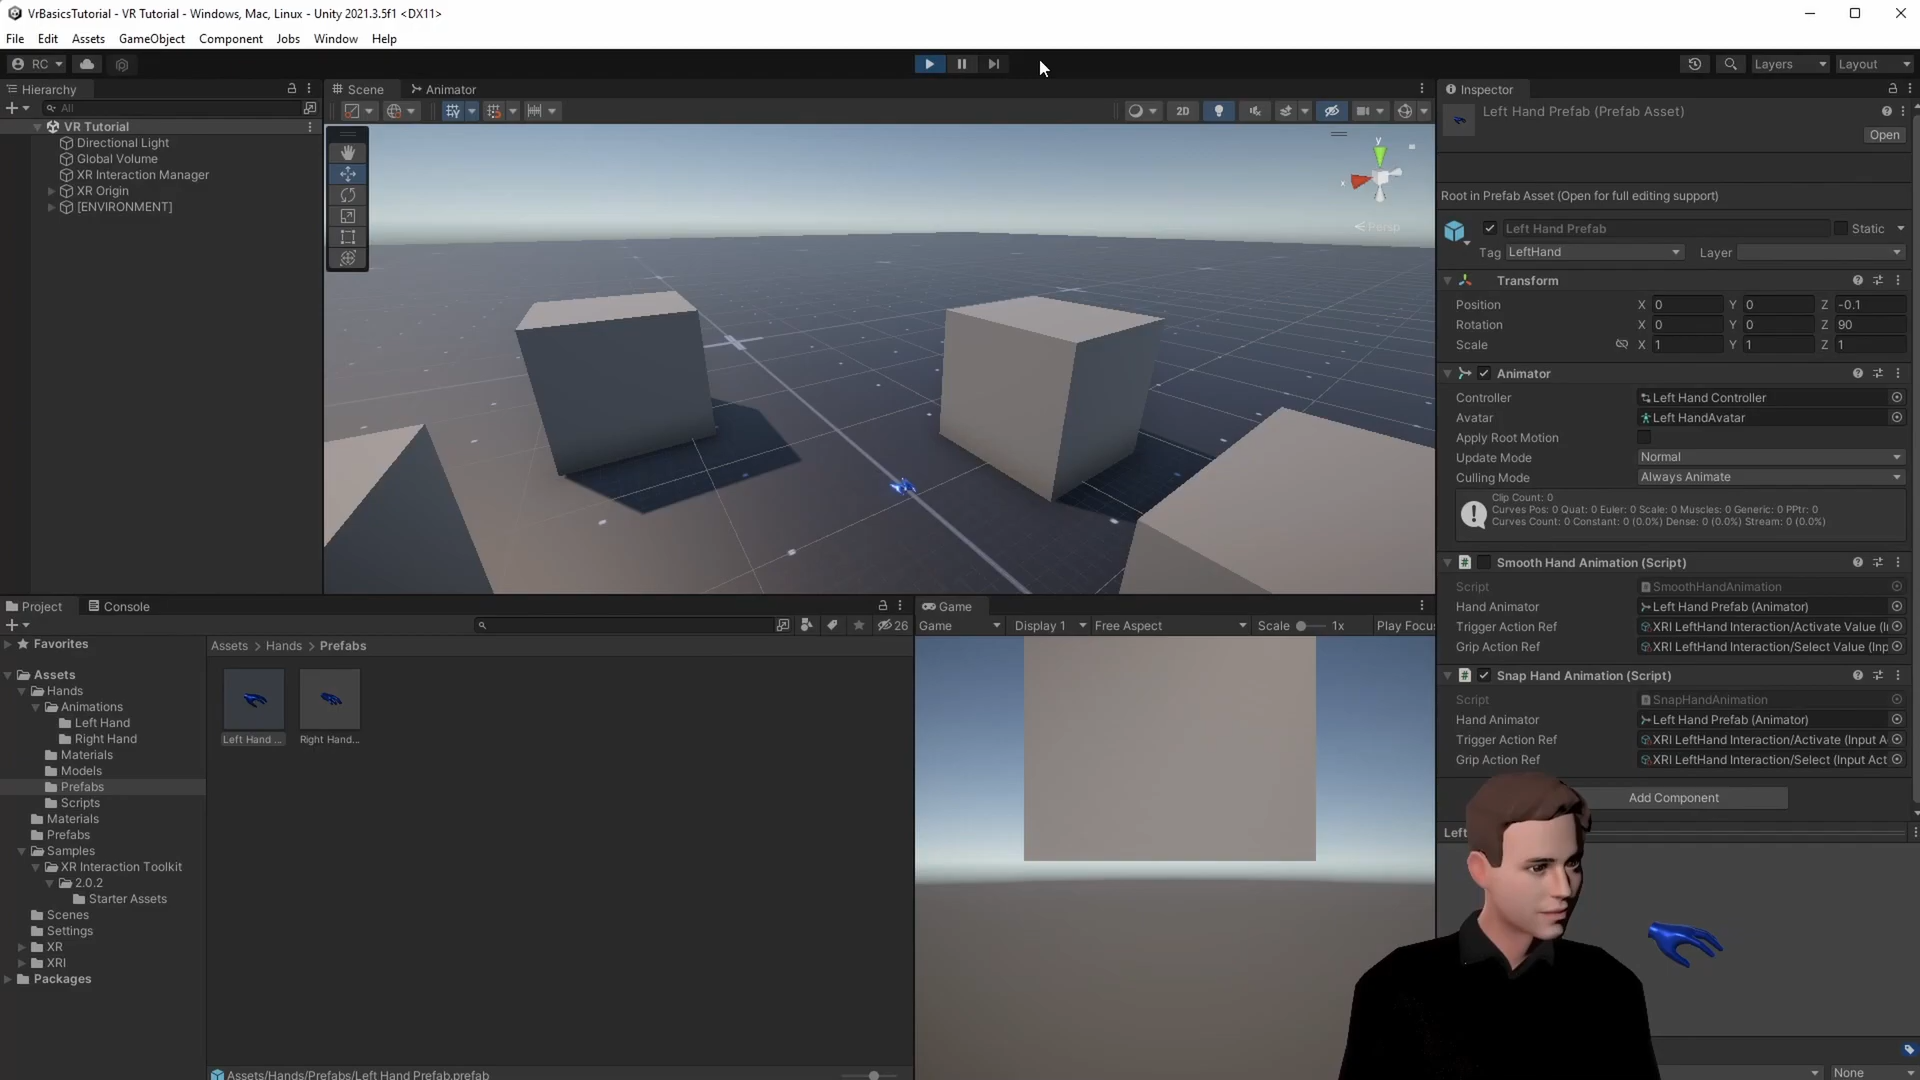 VrBasicsTutorial - VR Tutorial - Windows, Mac, Linux - Unity 2021.3.5f1 <DX11>
File Edit Assets GameObject Component Jobs Window Help
RC Layers Layout
Hierarchy
All
VR Tutorial
Directional Light
Global Volume
XR Interaction Manager
XR Origin
[ENVIRONMENT]
Scene Animator
2D
y
x
Persp
Project Console
26
Favorites
Assets
Hands
Animations
Left Hand
Right Hand
Materials
Models
Prefabs
Scripts
Materials
Prefabs
Samples
XR Interaction Toolkit
2.0.2
Starter Assets
Scenes
Settings
XR
XRI
Packages
Assets > Hands > Prefabs
Left Hand ... Right Hand...
Assets/Hands/Prefabs/Left Hand Prefab.prefab
Game
Game Display 1 Free Aspect Scale 1x Play Focus
Inspector
Left Hand Prefab (Prefab Asset)
Open
Root in Prefab Asset (Open for full editing support)
Left Hand Prefab Static
Tag LeftHand Layer
Transform
Position X 0 Y 0 Z -0.1
Rotation X 0 Y 0 Z 90
Scale X 1 Y 1 Z 1
Animator
Controller Left Hand Controller
Avatar Left HandAvatar
Apply Root Motion
Update Mode Normal
Culling Mode Always Animate
Clip Count: 0
Curves Pos: 0 Quat: 0 Euler: 0 Scale: 0 Muscles: 0 Generic: 0 PPtr: 0
Curves Count: 0 Constant: 0 (0.0%) Dense: 0 (0.0%) Stream: 0 (0.0%)
Smooth Hand Animation (Script)
Script SmoothHandAnimation
Hand Animator Left Hand Prefab (Animator)
Trigger Action Ref XRI LeftHand Interaction/Activate Value (I
Grip Action Ref XRI LeftHand Interaction/Select Value (Inp
Snap Hand Animation (Script)
Script SnapHandAnimation
Hand Animator Left Hand Prefab (Animator)
Trigger Action Ref XRI LeftHand Interaction/Activate (Input A
Grip Action Ref XRI LeftHand Interaction/Select (Input Act
Add Component
Left
None